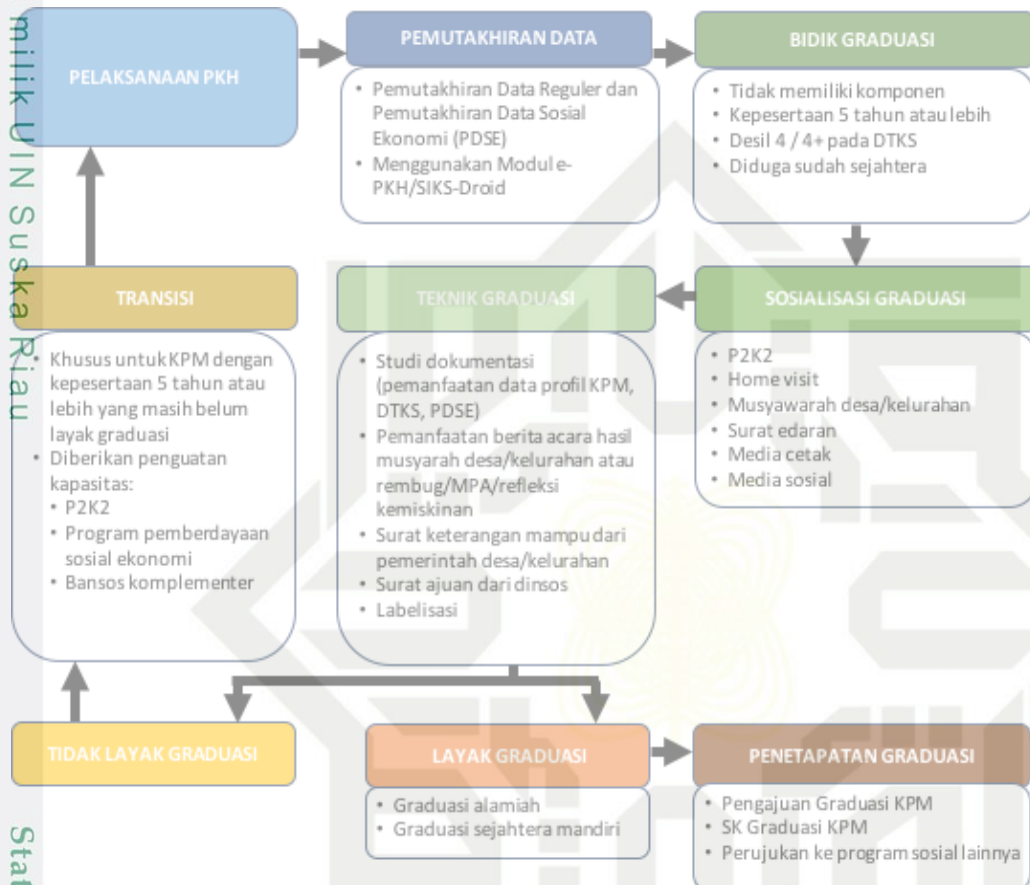 milik UIN Suska Riau
Stat
PELAKSANAAN PKH
PEMUTAKHIRAN DATA
• Pemutakhiran Data Reguler dan
Pemutakhiran Data Sosial
Ekonomi (PDSE)
• Menggunakan Modul e-
PKH/SIKS-Droid
BIDIK GRADUASI
• Tidak memiliki komponen
• Kepesertaan 5 tahun atau lebih
• Desil 4 / 4+ pada DTKS
• Diduga sudah sejahtera
SOSIALISASI GRADUASI
• P2K2
• Home visit
• Musyawarah desa/kelurahan
• Surat edaran
• Media cetak
• Media sosial
TEKNIK GRADUASI
• Studi dokumentasi
(pemanfaatan data profil KPM,
DTKS, PDSE)
• Pemanfaatan berita acara hasil
musyarah desa/kelurahan atau
rembug/MPA/refleksi
kemiskinan
• Surat keterangan mampu dari
pemerintah desa/kelurahan
• Surat ajuan dari dinsos
• Labelisasi
TRANSISI
• Khusus untuk KPM dengan
kepesertaan 5 tahun atau
lebih yang masih belum
layak graduasi
• Diberikan penguatan
kapasitas:
• P2K2
• Program pemberdayaan
sosial ekonomi
• Bansos komplementer
TIDAK LAYAK GRADUASI
LAYAK GRADUASI
• Graduasi alamiah
• Graduasi sejahtera mandiri
PENETAPATAN GRADUASI
• Pengajuan Graduasi KPM
• SK Graduasi KPM
• Perujukan ke program sosial lainnya